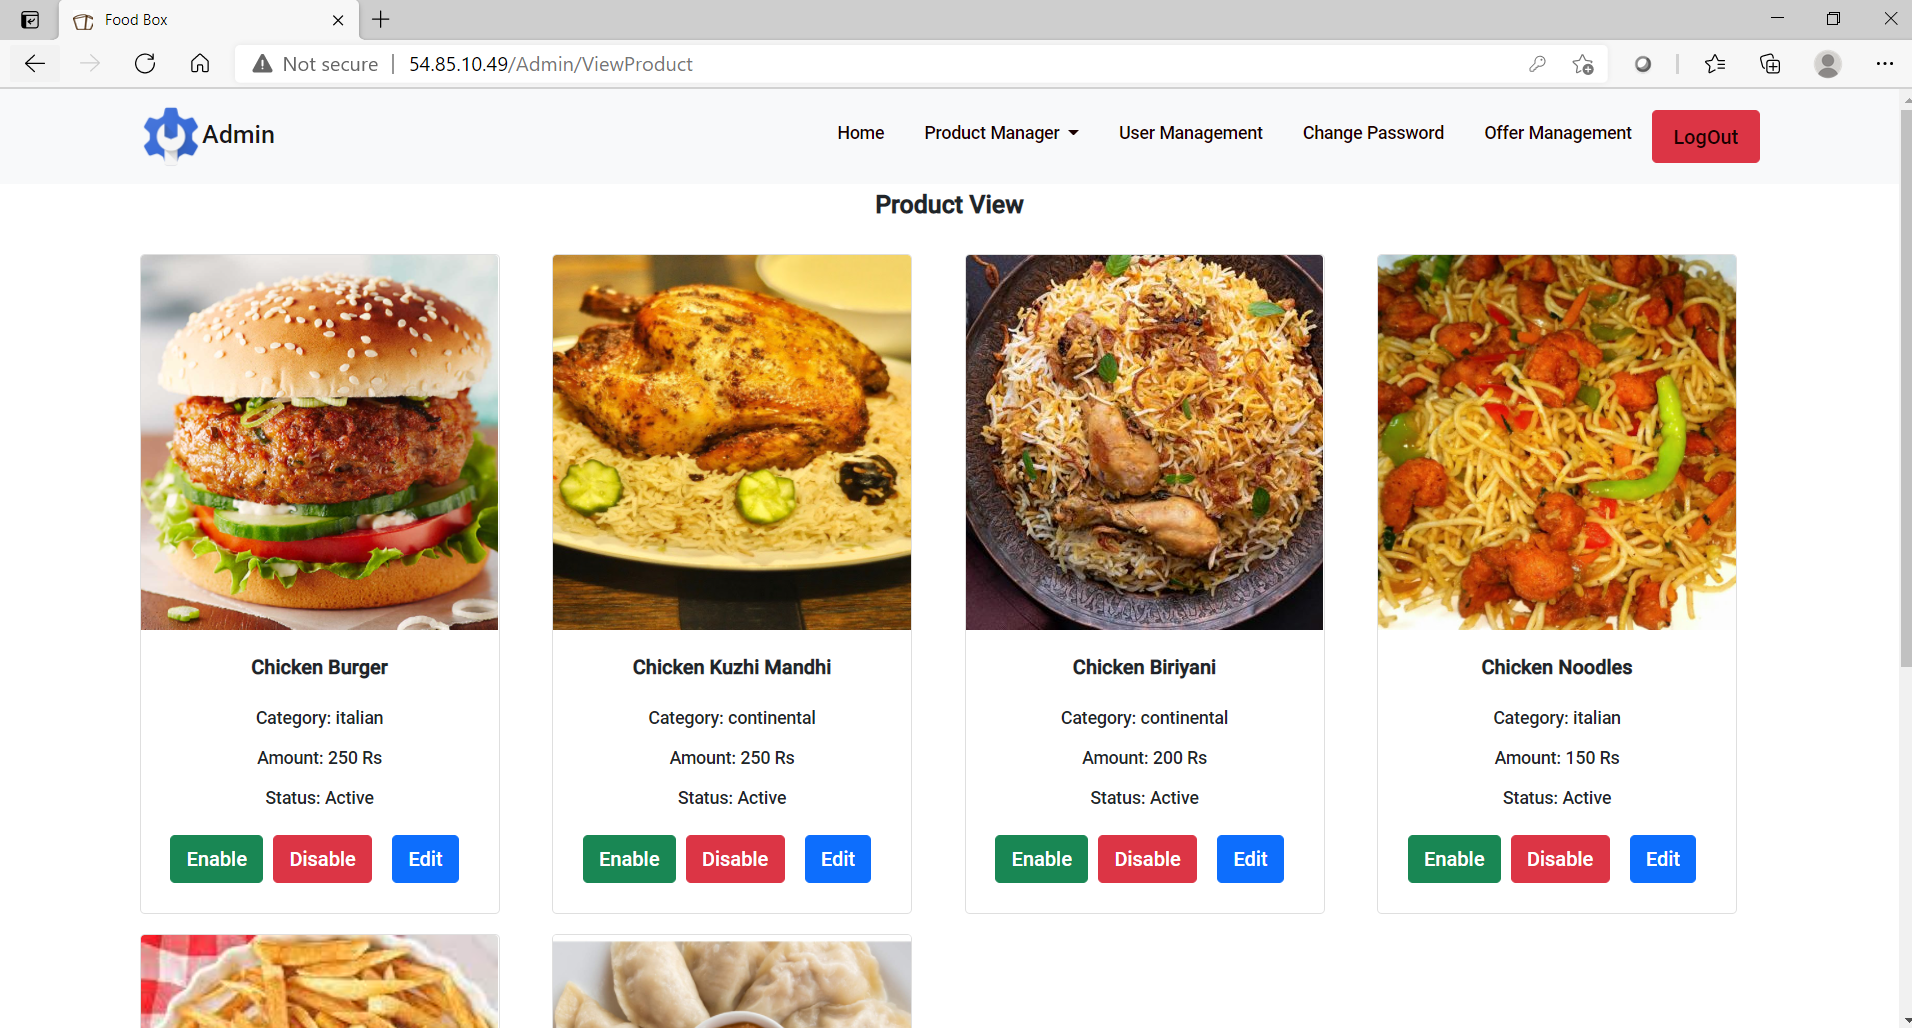 Food Box
Not secure | 54.85.10.49/Admin/ViewProduct
Admin
Home
Product Manager
User Management
Change Password
Offer Management
LogOut
Product View
Chicken Burger
Category: italian
Amount: 250 Rs
Status: Active
Enable
Disable
Edit
Chicken Kuzhi Mandhi
Category: continental
Amount: 250 Rs
Status: Active
Enable
Disable
Edit
Chicken Biriyani
Category: continental
Amount: 200 Rs
Status: Active
Enable
Disable
Edit
Chicken Noodles
Category: italian
Amount: 150 Rs
Status: Active
Enable
Disable
Edit